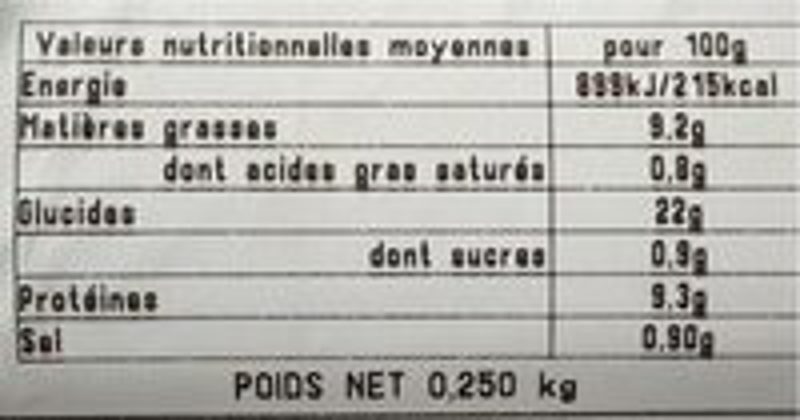 Valeurs nutritionnelles moyennes pour 100g
Energie 899kJ/215kcal
Matières grasses 9.2g
dont acides gras saturés 0,8g
Glucides 22g
dont sucres 0,9g
Protéines 9.3g
Sel 0.90g
POIDS NET 0,250 kg